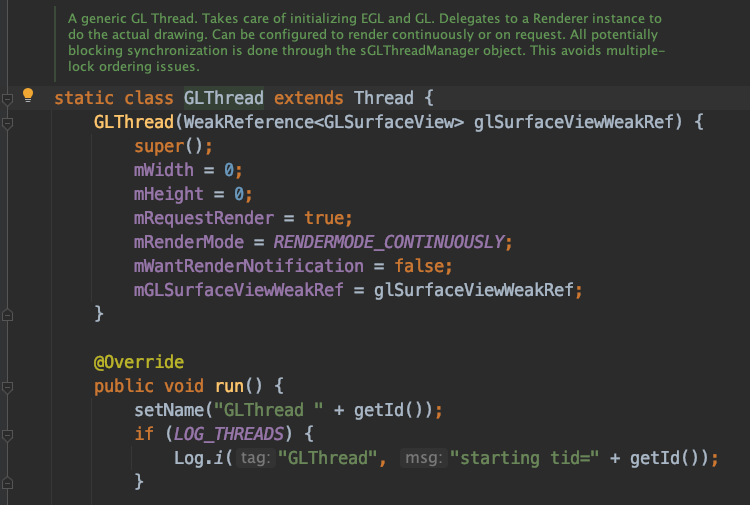 A generic GL Thread. Takes care of initializing EGL and GL. Delegates to a Renderer instance to
do the actual drawing. Can be configured to render continuously or on request. All potentially
blocking synchronization is done through the sGLThreadManager object. This avoids multiple-
lock ordering issues.
static class GLThread extends Thread {
GLThread(WeakReference<GLSurfaceView> glSurfaceViewWeakRef) {
super();
mWidth = 0;
mHeight = 0;
mRequestRender = true;
mRenderMode = RENDERMODE_CONTINUOUSLY;
mWantRenderNotification = false;
mGLSurfaceViewWeakRef = glSurfaceViewWeakRef;
}
@Override
public void run() {
setName("GLThread " + getId());
if (LOG_THREADS) {
Log.i( tag: "GLThread", msg: "starting tid=" + getId());
}